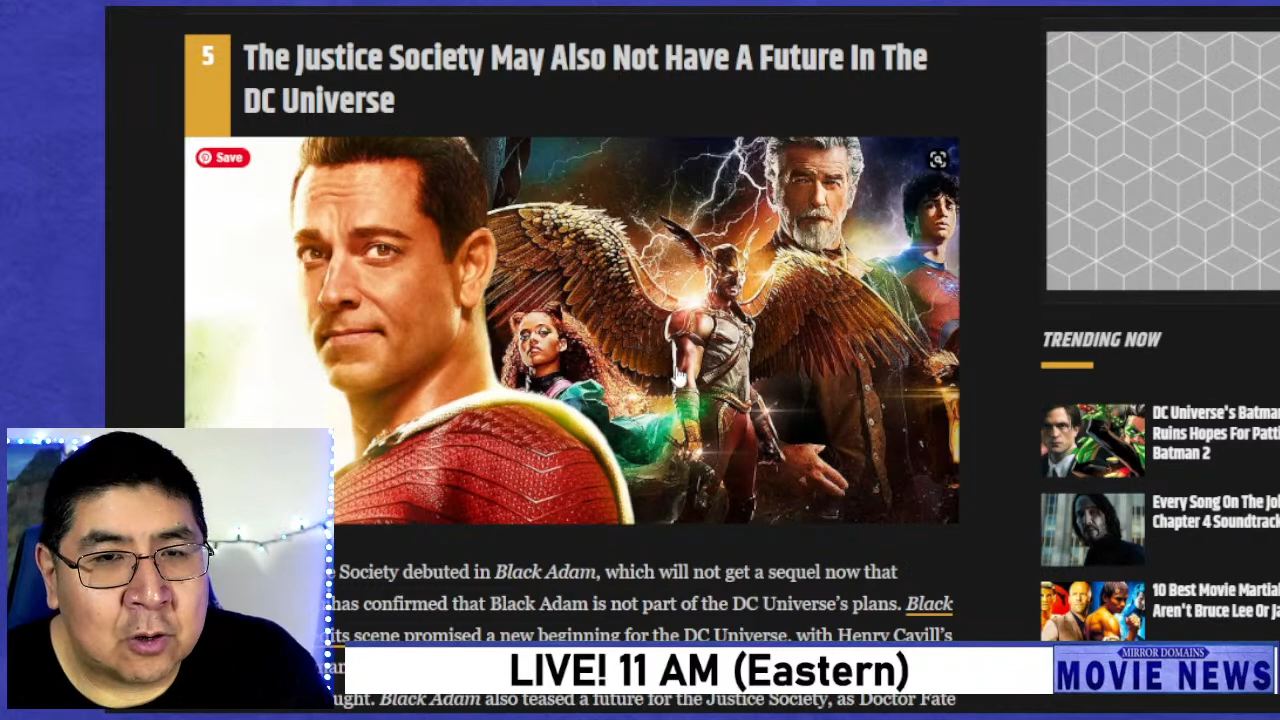 5
The Justice Society May Also Not Have A Future In The
DC Universe
Save
TRENDING NOW
DC Universe's Batma
Ruins Hopes For Patti
Batman 2
Every Song On The Jo
Chapter 4 Soundtrack
10 Best Movie Martial
Aren't Bruce Lee Or Ja
Society debuted in Black Adam, which will not get a sequel now that
has confirmed that Black Adam is not part of the DC Universe's plans. Black
its scene promised a new beginning for the DC Universe, with Henry Cavill's
ught. Black Adam also teased a future for the Justice Society, as Doctor Fate
LIVE! 11 AM (Eastern)
MIRROR DOMAINS
MOVIE NEWS